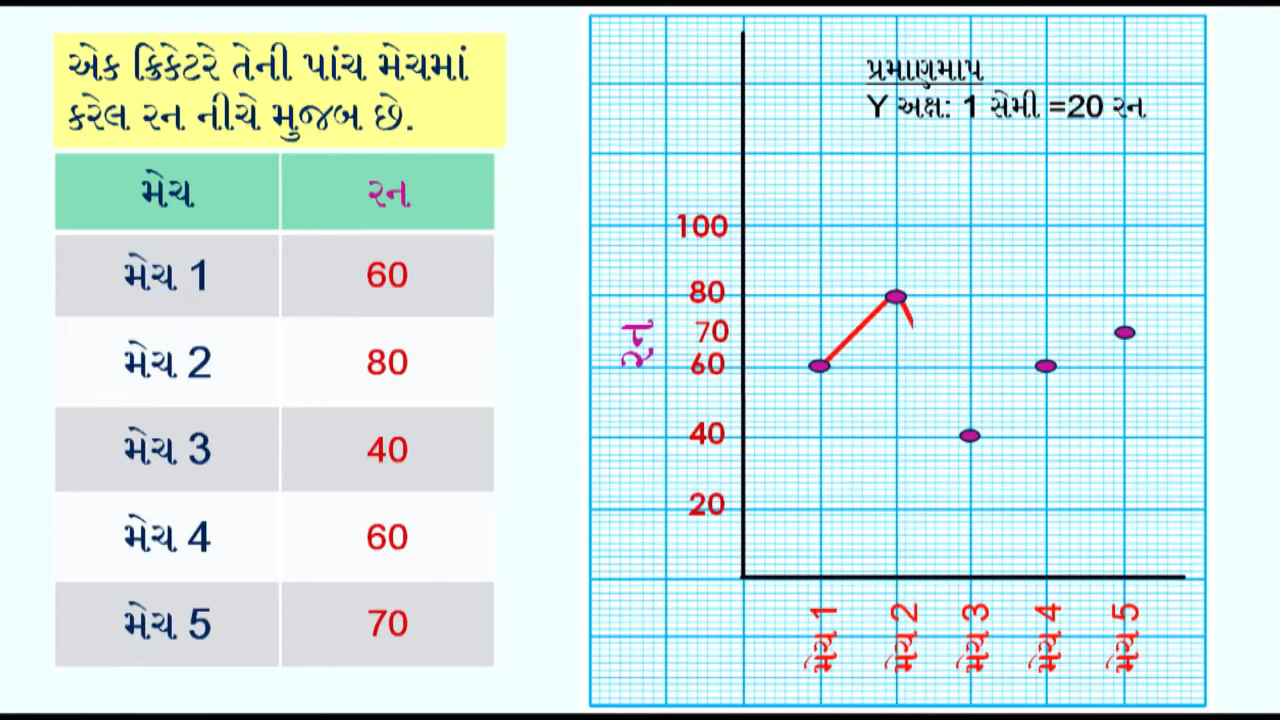 એક ક્રિકેટરે તેની પાંચ મેચમાં
કરેલ રન નીચે મુજબ છે.
મેચ રન
મેચ 1 60
મેચ 2 80
મેચ 3 40
મેચ 4 60
મેચ 5 70
પ્રમાણમાપ
Y અક્ષ: 1 સેમી =20 રન
100
80
70
60
40
20
રન
મેચ 1
મેચ 2
મેચ 3
મેચ 4
મેચ 5